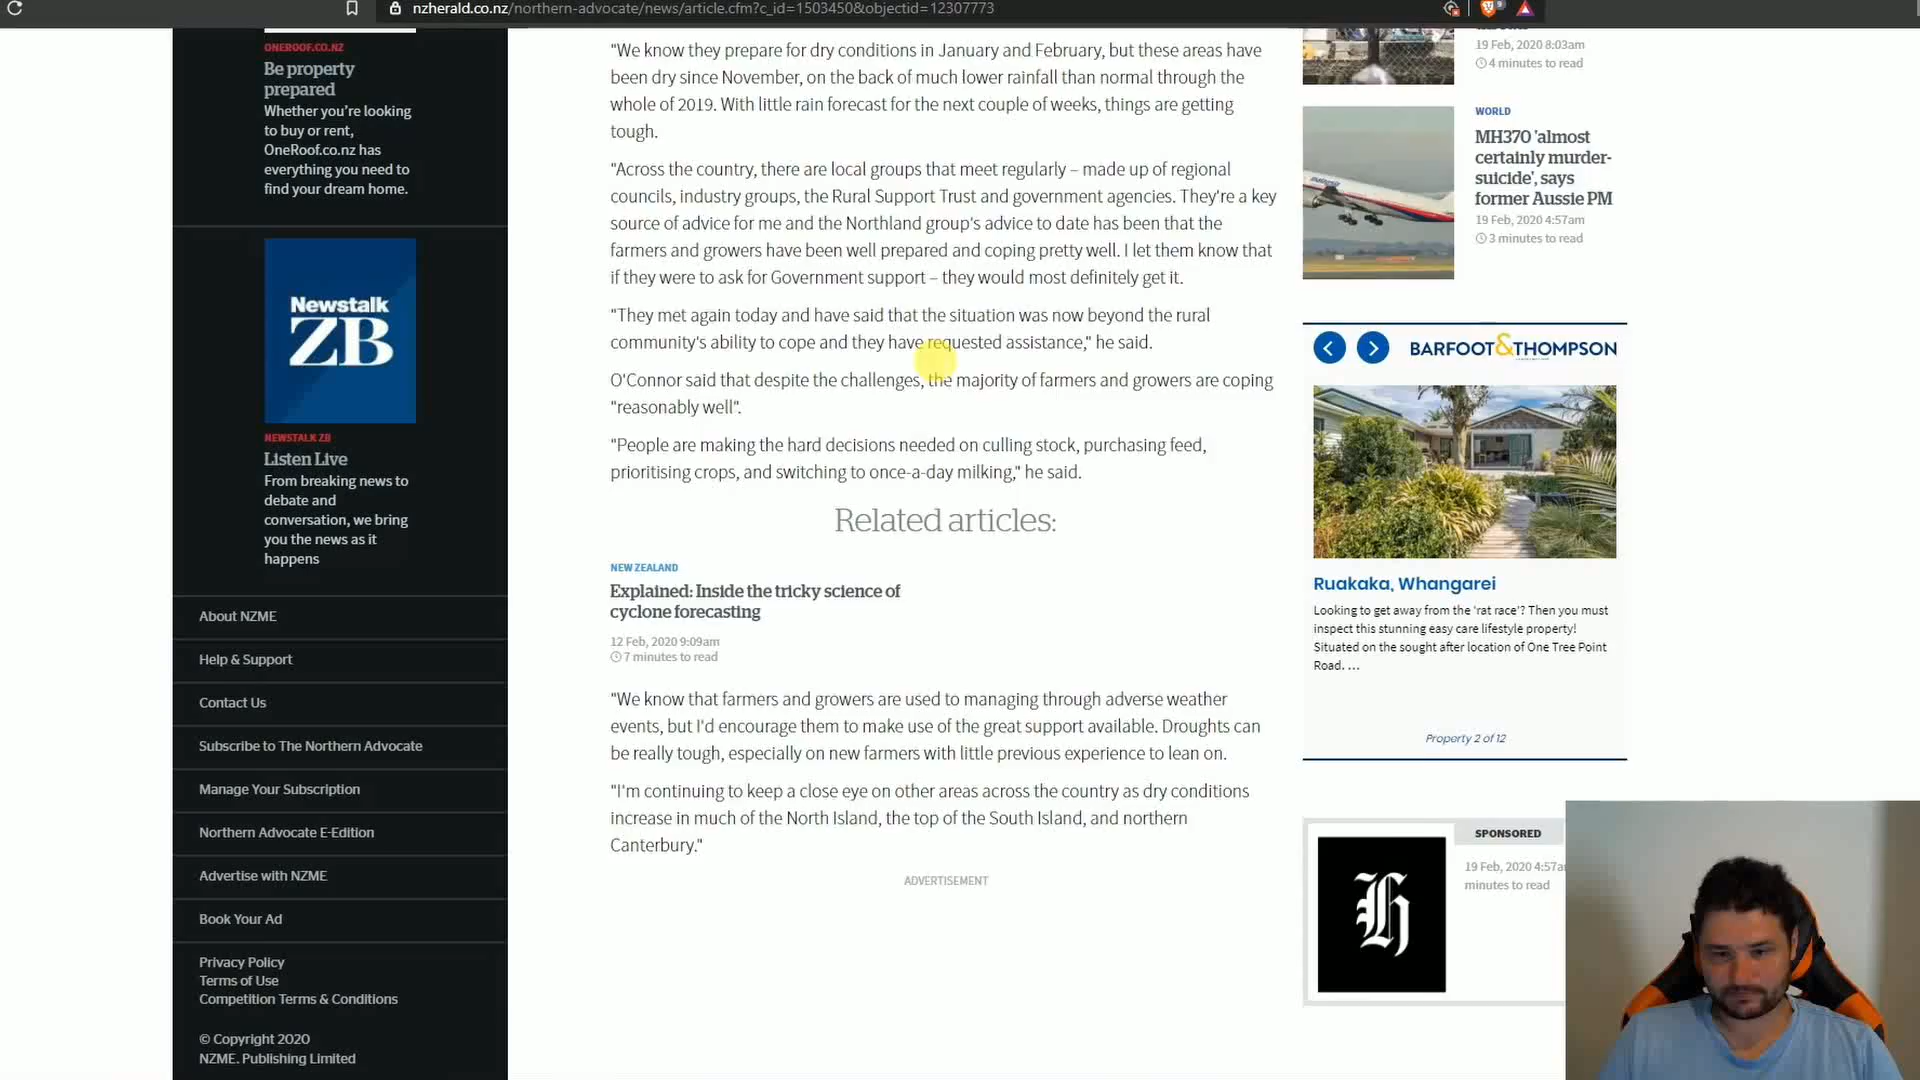 nzherald.co.nz/northern-advocate/news/article.cfm?c_id=1503450&objectid=12307773
ONEROOF.CO.NZ
Be property
prepared
Whether you're looking
to buy or rent,
OneRoof.co.nz has
everything you need to
find your dream home.
Newstalk
ZB
NEWSTALK ZB
Listen Live
From breaking news to
debate and
conversation, we bring
you the news as it
happens
About NZME
Help & Support
Contact Us
Subscribe to The Northern Advocate
Manage Your Subscription
Northern Advocate E-Edition
Advertise with NZME
Book Your Ad
Privacy Policy
Terms of Use
Competition Terms & Conditions
© Copyright 2020
NZME. Publishing Limited
"We know they prepare for dry conditions in January and February, but these areas have
been dry since November, on the back of much lower rainfall than normal through the
whole of 2019. With little rain forecast for the next couple of weeks, things are getting
tough.
"Across the country, there are local groups that meet regularly – made up of regional
councils, industry groups, the Rural Support Trust and government agencies. They're a key
source of advice for me and the Northland group's advice to date has been that the
farmers and growers have been well prepared and coping pretty well. I let them know that
if they were to ask for Government support – they would most definitely get it.
"They met again today and have said that the situation was now beyond the rural
community's ability to cope and they have requested assistance," he said.
O'Connor said that despite the challenges, the majority of farmers and growers are coping
"reasonably well".
"People are making the hard decisions needed on culling stock, purchasing feed,
prioritising crops, and switching to once-a-day milking," he said.
Related articles:
NEW ZEALAND
Explained: Inside the tricky science of
cyclone forecasting
12 Feb, 2020 9:09am
7 minutes to read
"We know that farmers and growers are used to managing through adverse weather
events, but I'd encourage them to make use of the great support available. Droughts can
be really tough, especially on new farmers with little previous experience to lean on.
"I'm continuing to keep a close eye on other areas across the country as dry conditions
increase in much of the North Island, the top of the South Island, and northern
Canterbury."
ADVERTISEMENT
19 Feb, 2020 8:03am
4 minutes to read
WORLD
MH370 'almost
certainly murder-
suicide', says
former Aussie PM
19 Feb, 2020 4:57am
3 minutes to read
BARFOOT&THOMPSON
Ruakaka, Whangarei
Looking to get away from the 'rat race'? Then you must
inspect this stunning easy care lifestyle property!
Situated on the sought after location of One Tree Point
Road. ...
Property 2 of 12
SPONSORED
19 Feb, 2020 4:57a
minutes to read